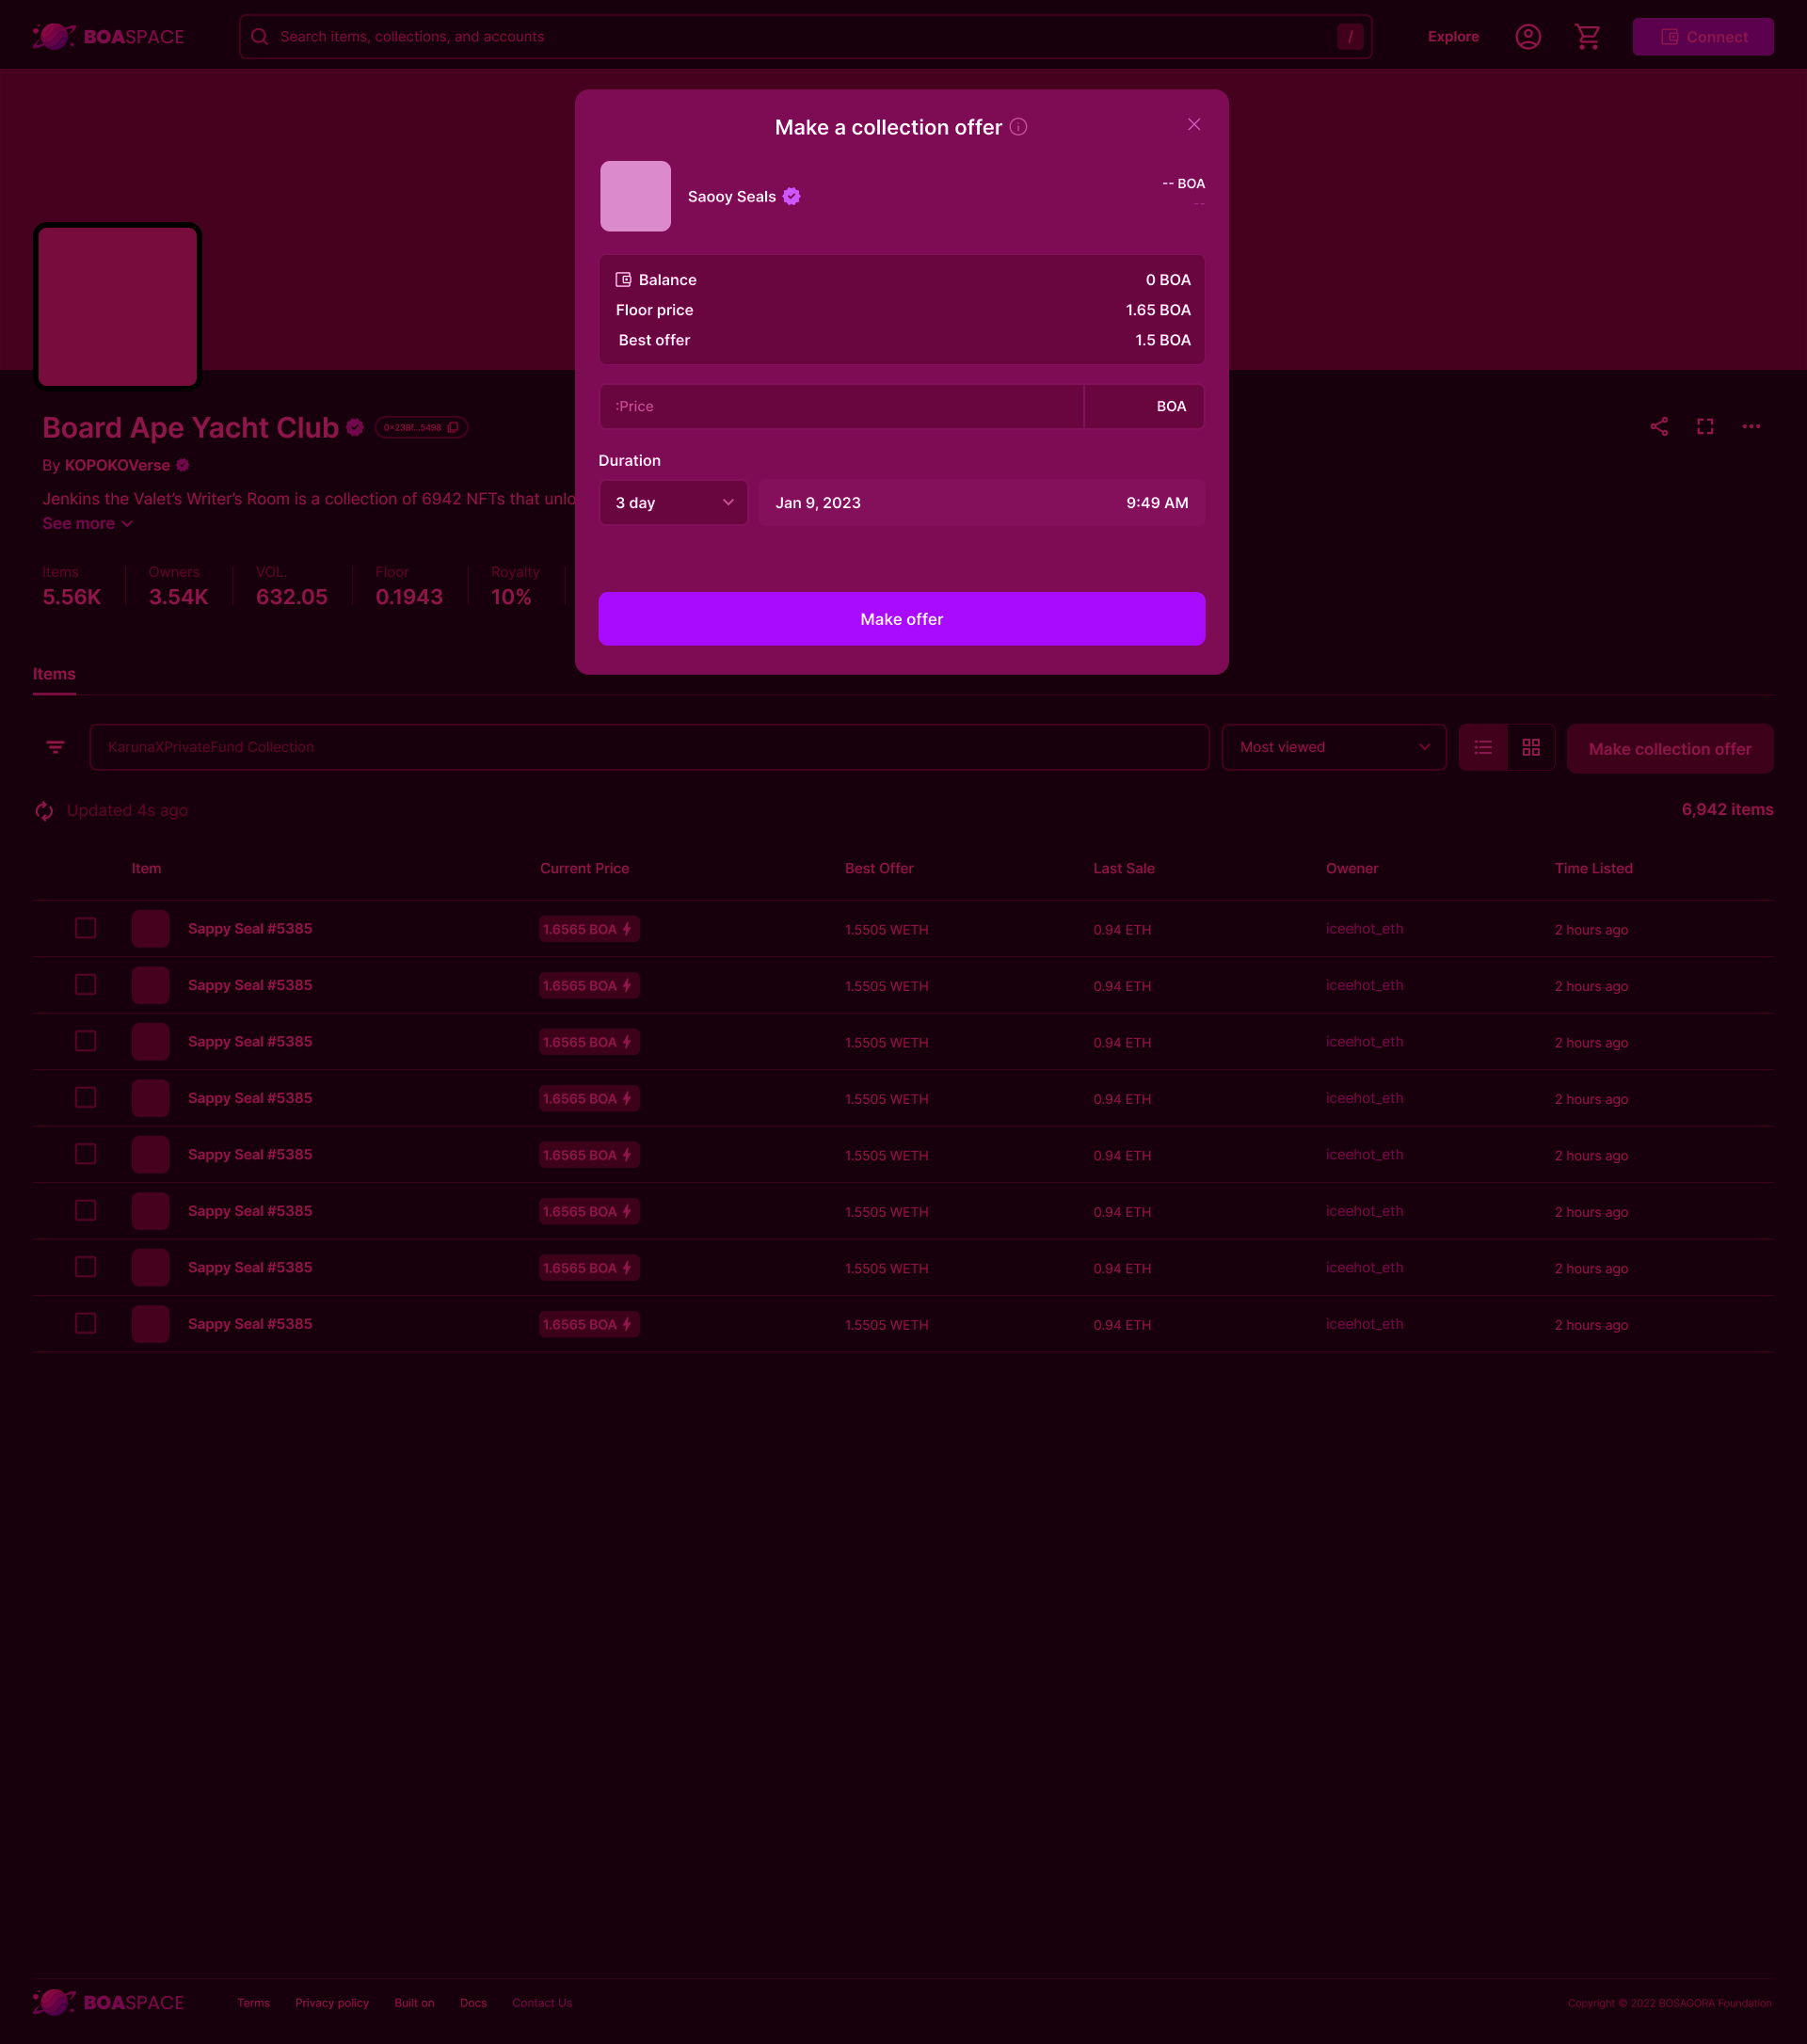 BOASPACE
Search items, collections, and accounts
/
Explore
Connect
Make a collection offer
Saooy Seals
-- BOA
--
Balance
0 BOA
Floor price
1.65 BOA
Best offer
1.5 BOA
:Price
BOA
Duration
3 day
Jan 9, 2023
9:49 AM
Make offer
Board Ape Yacht Club
0×238f...5498
By KOPOKOVerse
Jenkins the Valet's Writer's Room is a collection of 6942 NFTs that unlo
See more
Items
5.56K
Owners
3.54K
VOL.
632.05
Floor
0.1943
Royalty
10%
Items
KarunaXPrivateFund Collection
Most viewed
Make collection offer
Updated 4s ago
6,942 items
Item Current Price Best Offer Last Sale Owener Time Listed
Sappy Seal #5385 1.6565 BOA 1.5505 WETH 0.94 ETH iceehot_eth 2 hours ago
Sappy Seal #5385 1.6565 BOA 1.5505 WETH 0.94 ETH iceehot_eth 2 hours ago
Sappy Seal #5385 1.6565 BOA 1.5505 WETH 0.94 ETH iceehot_eth 2 hours ago
Sappy Seal #5385 1.6565 BOA 1.5505 WETH 0.94 ETH iceehot_eth 2 hours ago
Sappy Seal #5385 1.6565 BOA 1.5505 WETH 0.94 ETH iceehot_eth 2 hours ago
Sappy Seal #5385 1.6565 BOA 1.5505 WETH 0.94 ETH iceehot_eth 2 hours ago
Sappy Seal #5385 1.6565 BOA 1.5505 WETH 0.94 ETH iceehot_eth 2 hours ago
Sappy Seal #5385 1.6565 BOA 1.5505 WETH 0.94 ETH iceehot_eth 2 hours ago
BOASPACE
Terms
Privacy policy
Built on
Docs
Contact Us
Copyright © 2022 BOSAGORA Foundation